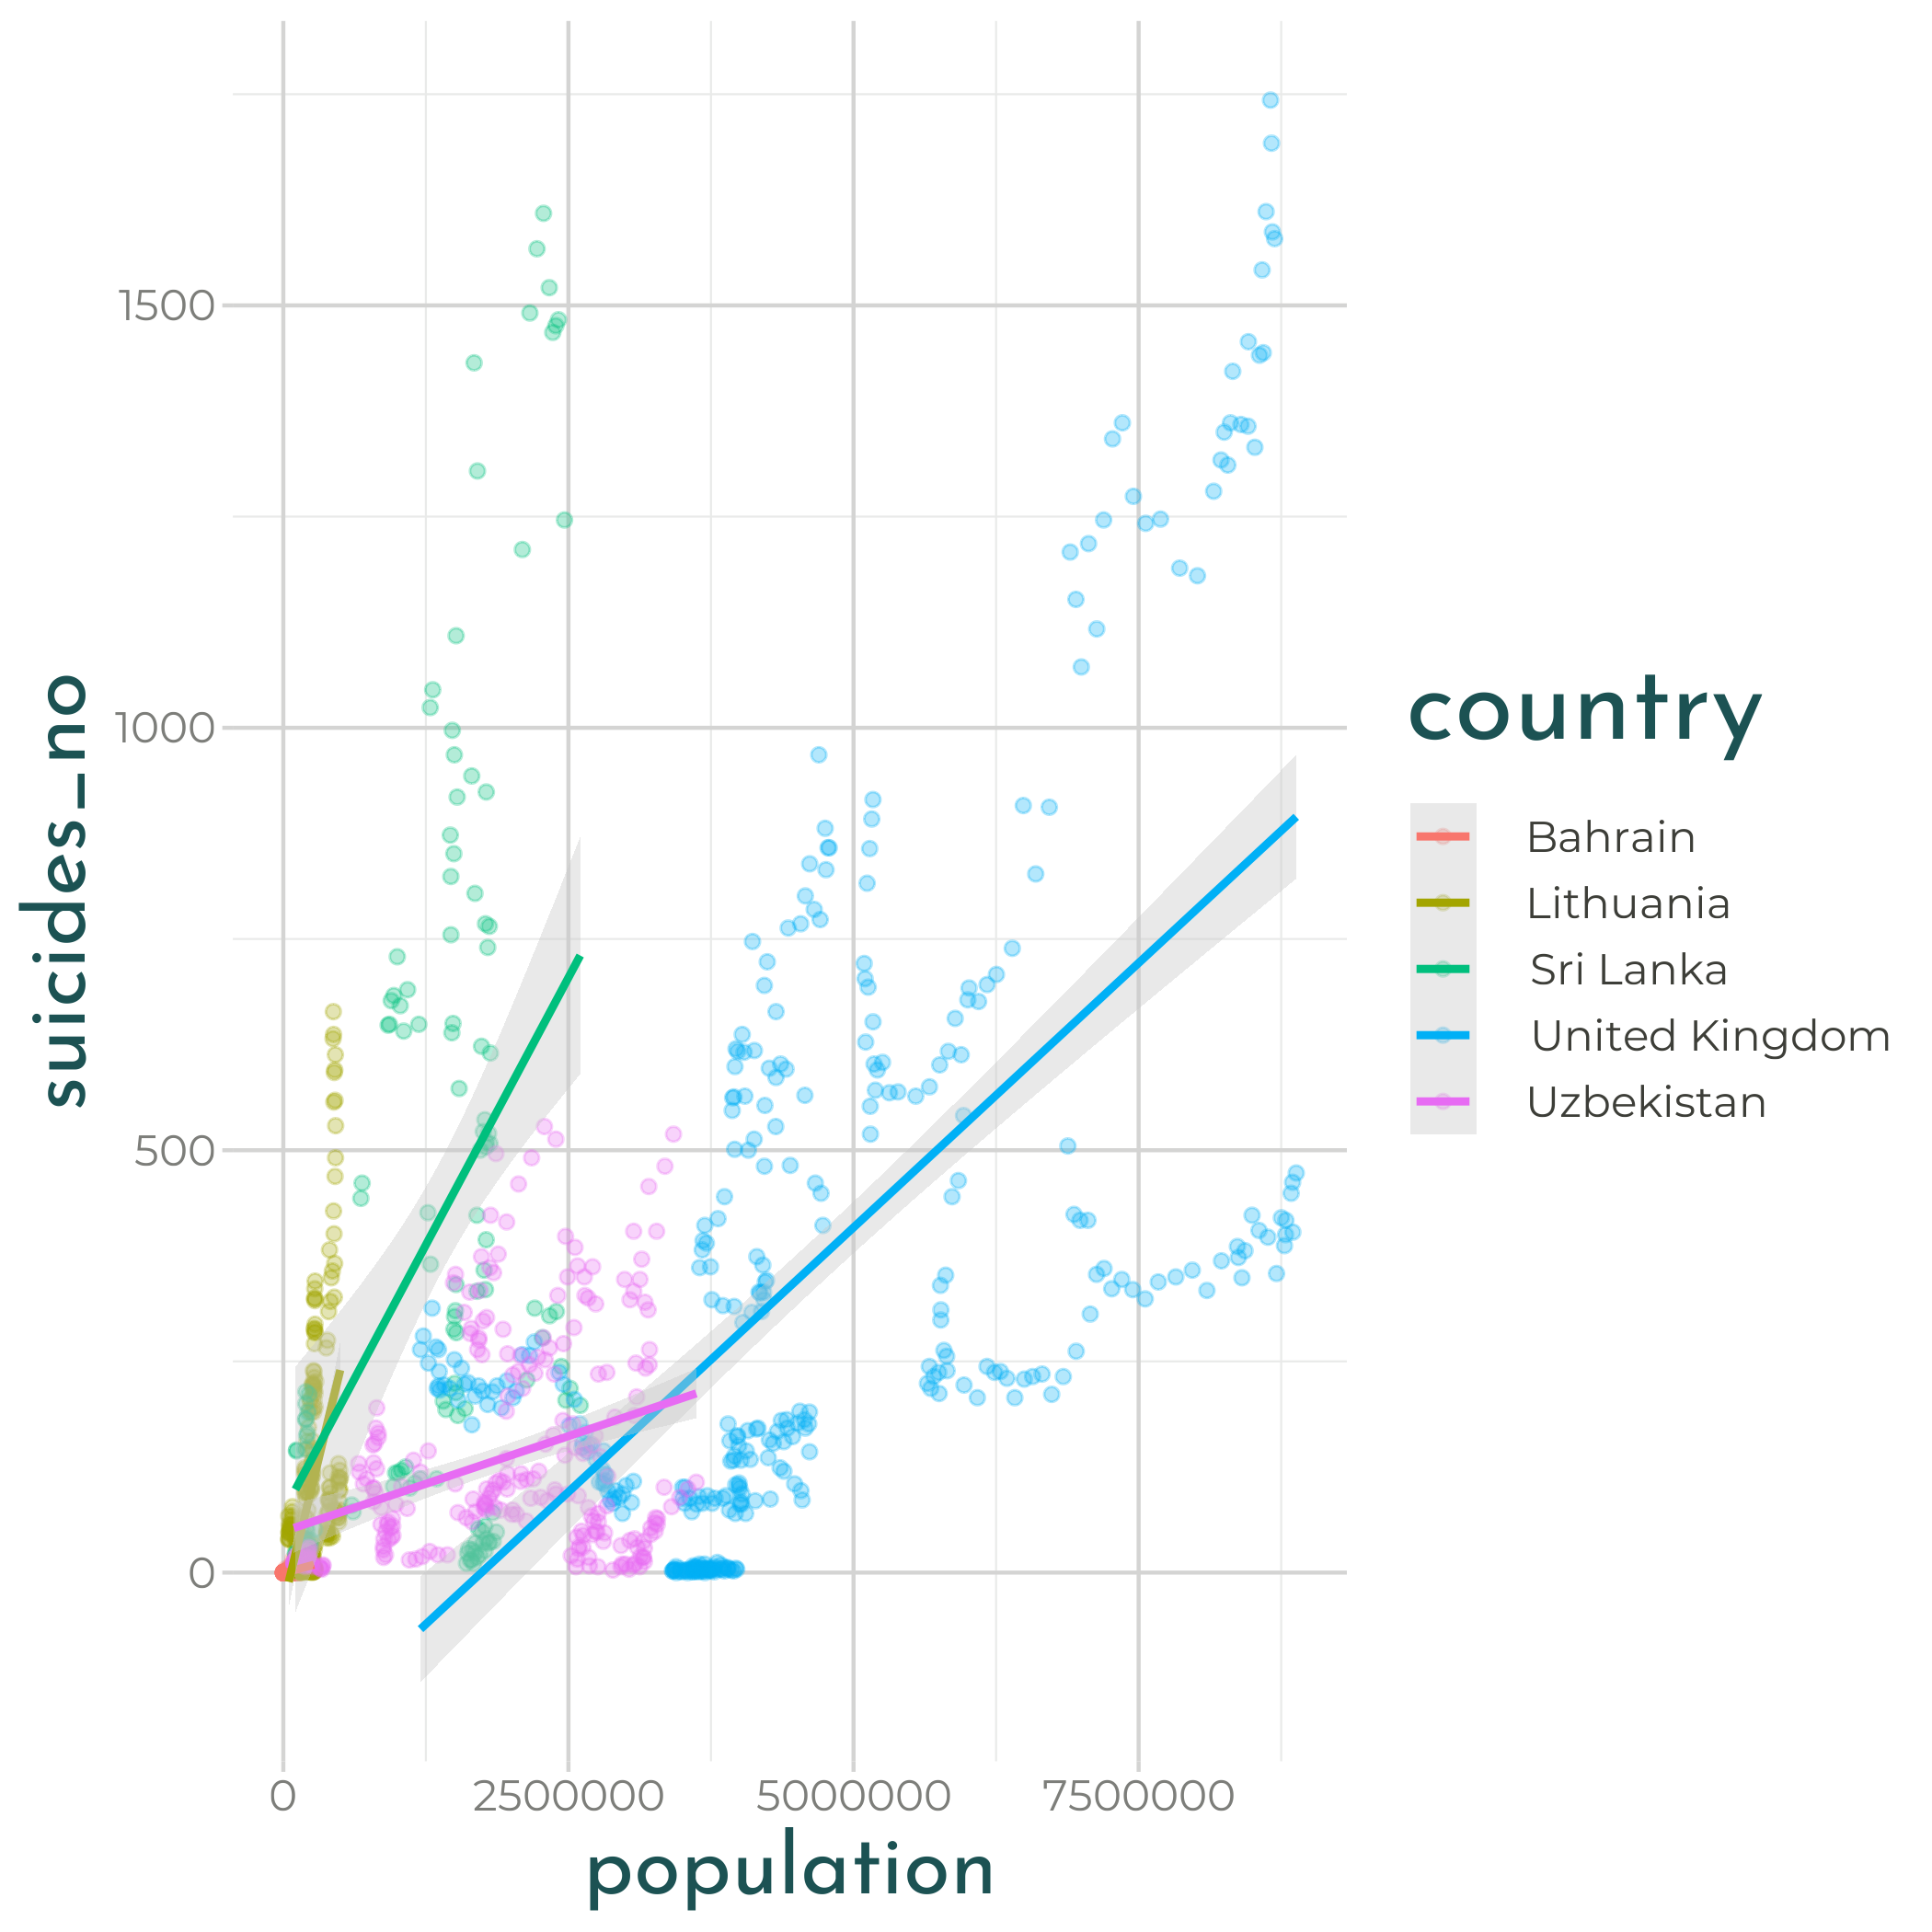 suicides_no
1500
1000
500
0
0 2500000 5000000 7500000
population
country
Bahrain
Lithuania
Sri Lanka
United Kingdom
Uzbekistan